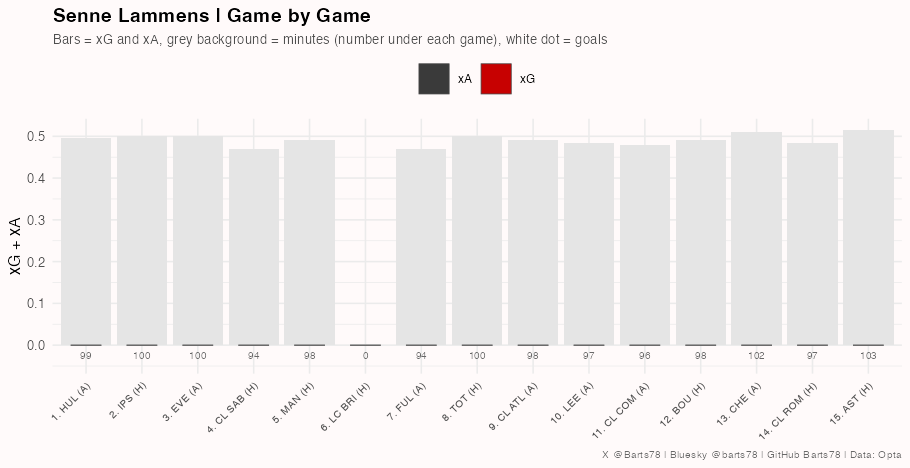 Senne Lammens | Game by Game
Bars = xG and xA, grey background = minutes (number under each game), white dot = goals
xA xG
xG + xA
0.5
0.4
0.3
0.2
0.1
0.0
99 100 100 94 98 0 94 100 98 97 96 98 102 97 103
1. HUL (A)
2. IPS (H)
3. EVE (A)
4. CL SAB (H)
5. MAN (H)
6. LC BRI (H)
7. FUL (A)
8. TOT (H)
9. CL ATL (A)
10. LEE (A)
11. CL COM (A)
12. BOU (H)
13. CHE (A)
14. CL ROM (H)
15. AST (H)
X @Barts78 | Bluesky @barts78 | GitHub Barts78 | Data: Opta